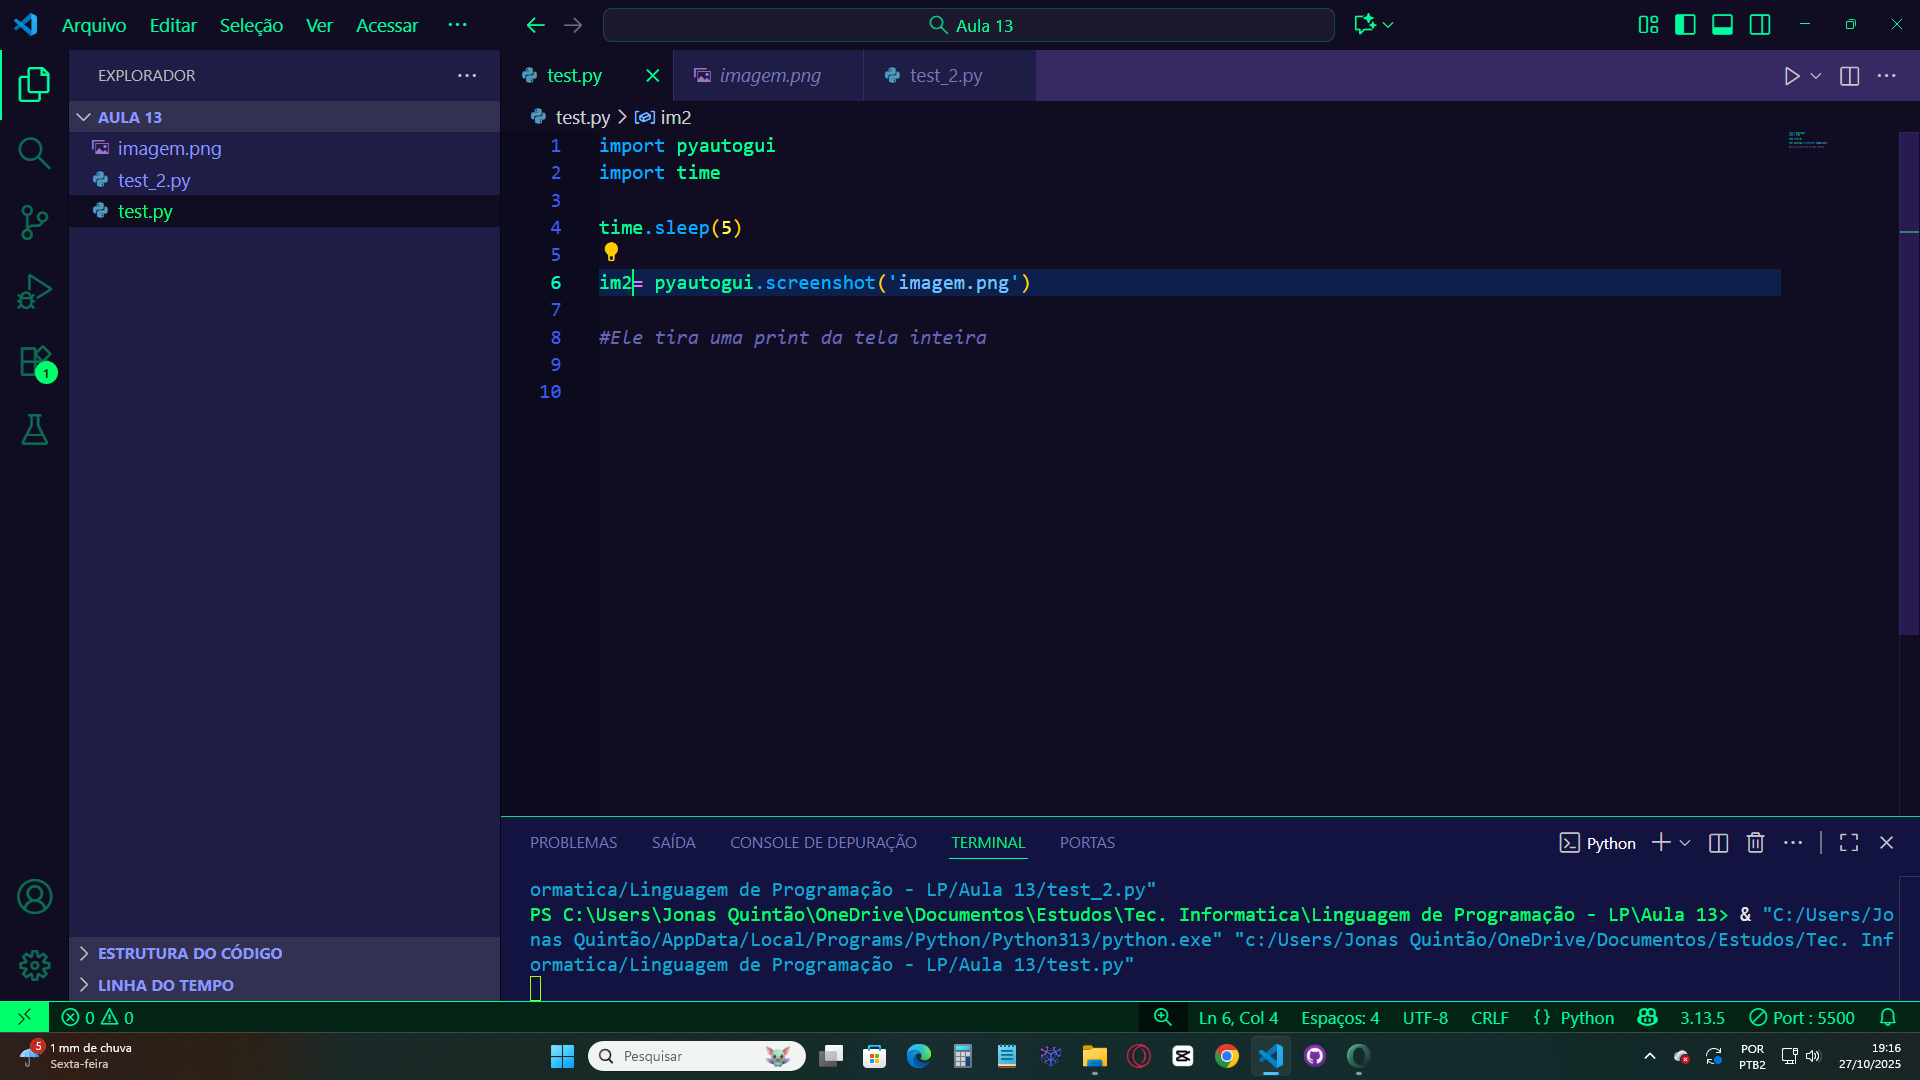 Arquivo Editar Seleção Ver Acessar ···
Aula 13
EXPLORADOR ···
AULA 13
imagem.png
test_2.py
test.py
test.py imagem.png test_2.py
test.py > im2
1 import pyautogui
2 import time
3
4 time.sleep(5)
5
6 im2= pyautogui.screenshot('imagem.png')
7
8 #Ele tira uma print da tela inteira
9
10
1
ESTRUTURA DO CÓDIGO
LINHA DO TEMPO
PROBLEMAS SAÍDA CONSOLE DE DEPURAÇÃO TERMINAL PORTAS
Python
ormatica/Linguagem de Programação - LP/Aula 13/test_2.py"
PS C:\Users\Jonas Quintão\OneDrive\Documentos\Estudos\Tec. Informatica\Linguagem de Programação - LP\Aula 13> & "C:/Users/Jo
nas Quintão/AppData/Local/Programs/Python/Python313/python.exe" "c:/Users/Jonas Quintão/OneDrive/Documentos/Estudos/Tec. Inf
ormatica/Linguagem de Programação - LP/Aula 13/test.py"
0 0
Ln 6, Col 4 Espaços: 4 UTF-8 CRLF {} Python 3.13.5 Port : 5500
5
1 mm de chuva
Sexta-feira
Pesquisar
POR
PTB2
19:16
27/10/2025